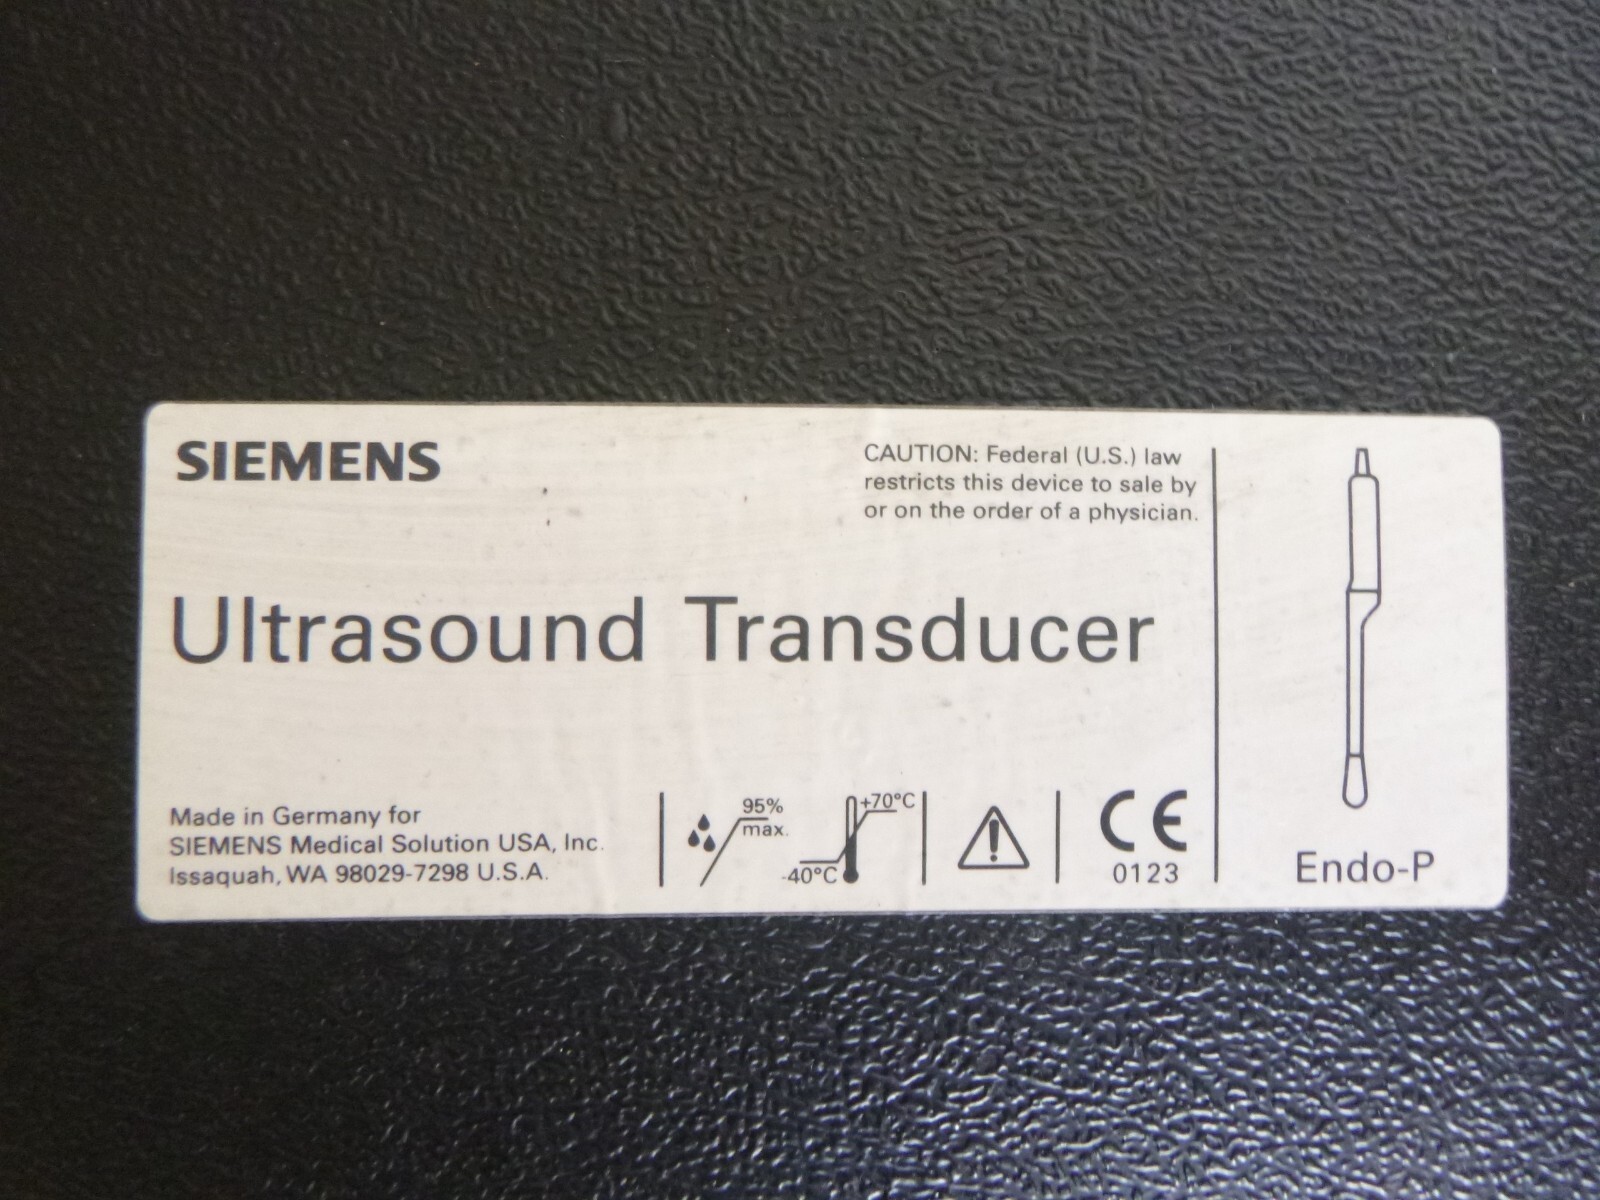 SIEMENS
CAUTION: Federal (U.S.) law
restricts this device to sale by
or on the order of a physician.
Ultrasound Transducer
Made in Germany for
SIEMENS Medical Solution USA, Inc.
Issaquah, WA 98029-7298 U.S.A.
95%
max.
+70°C
-40°C
!
CE
0123
Endo-P